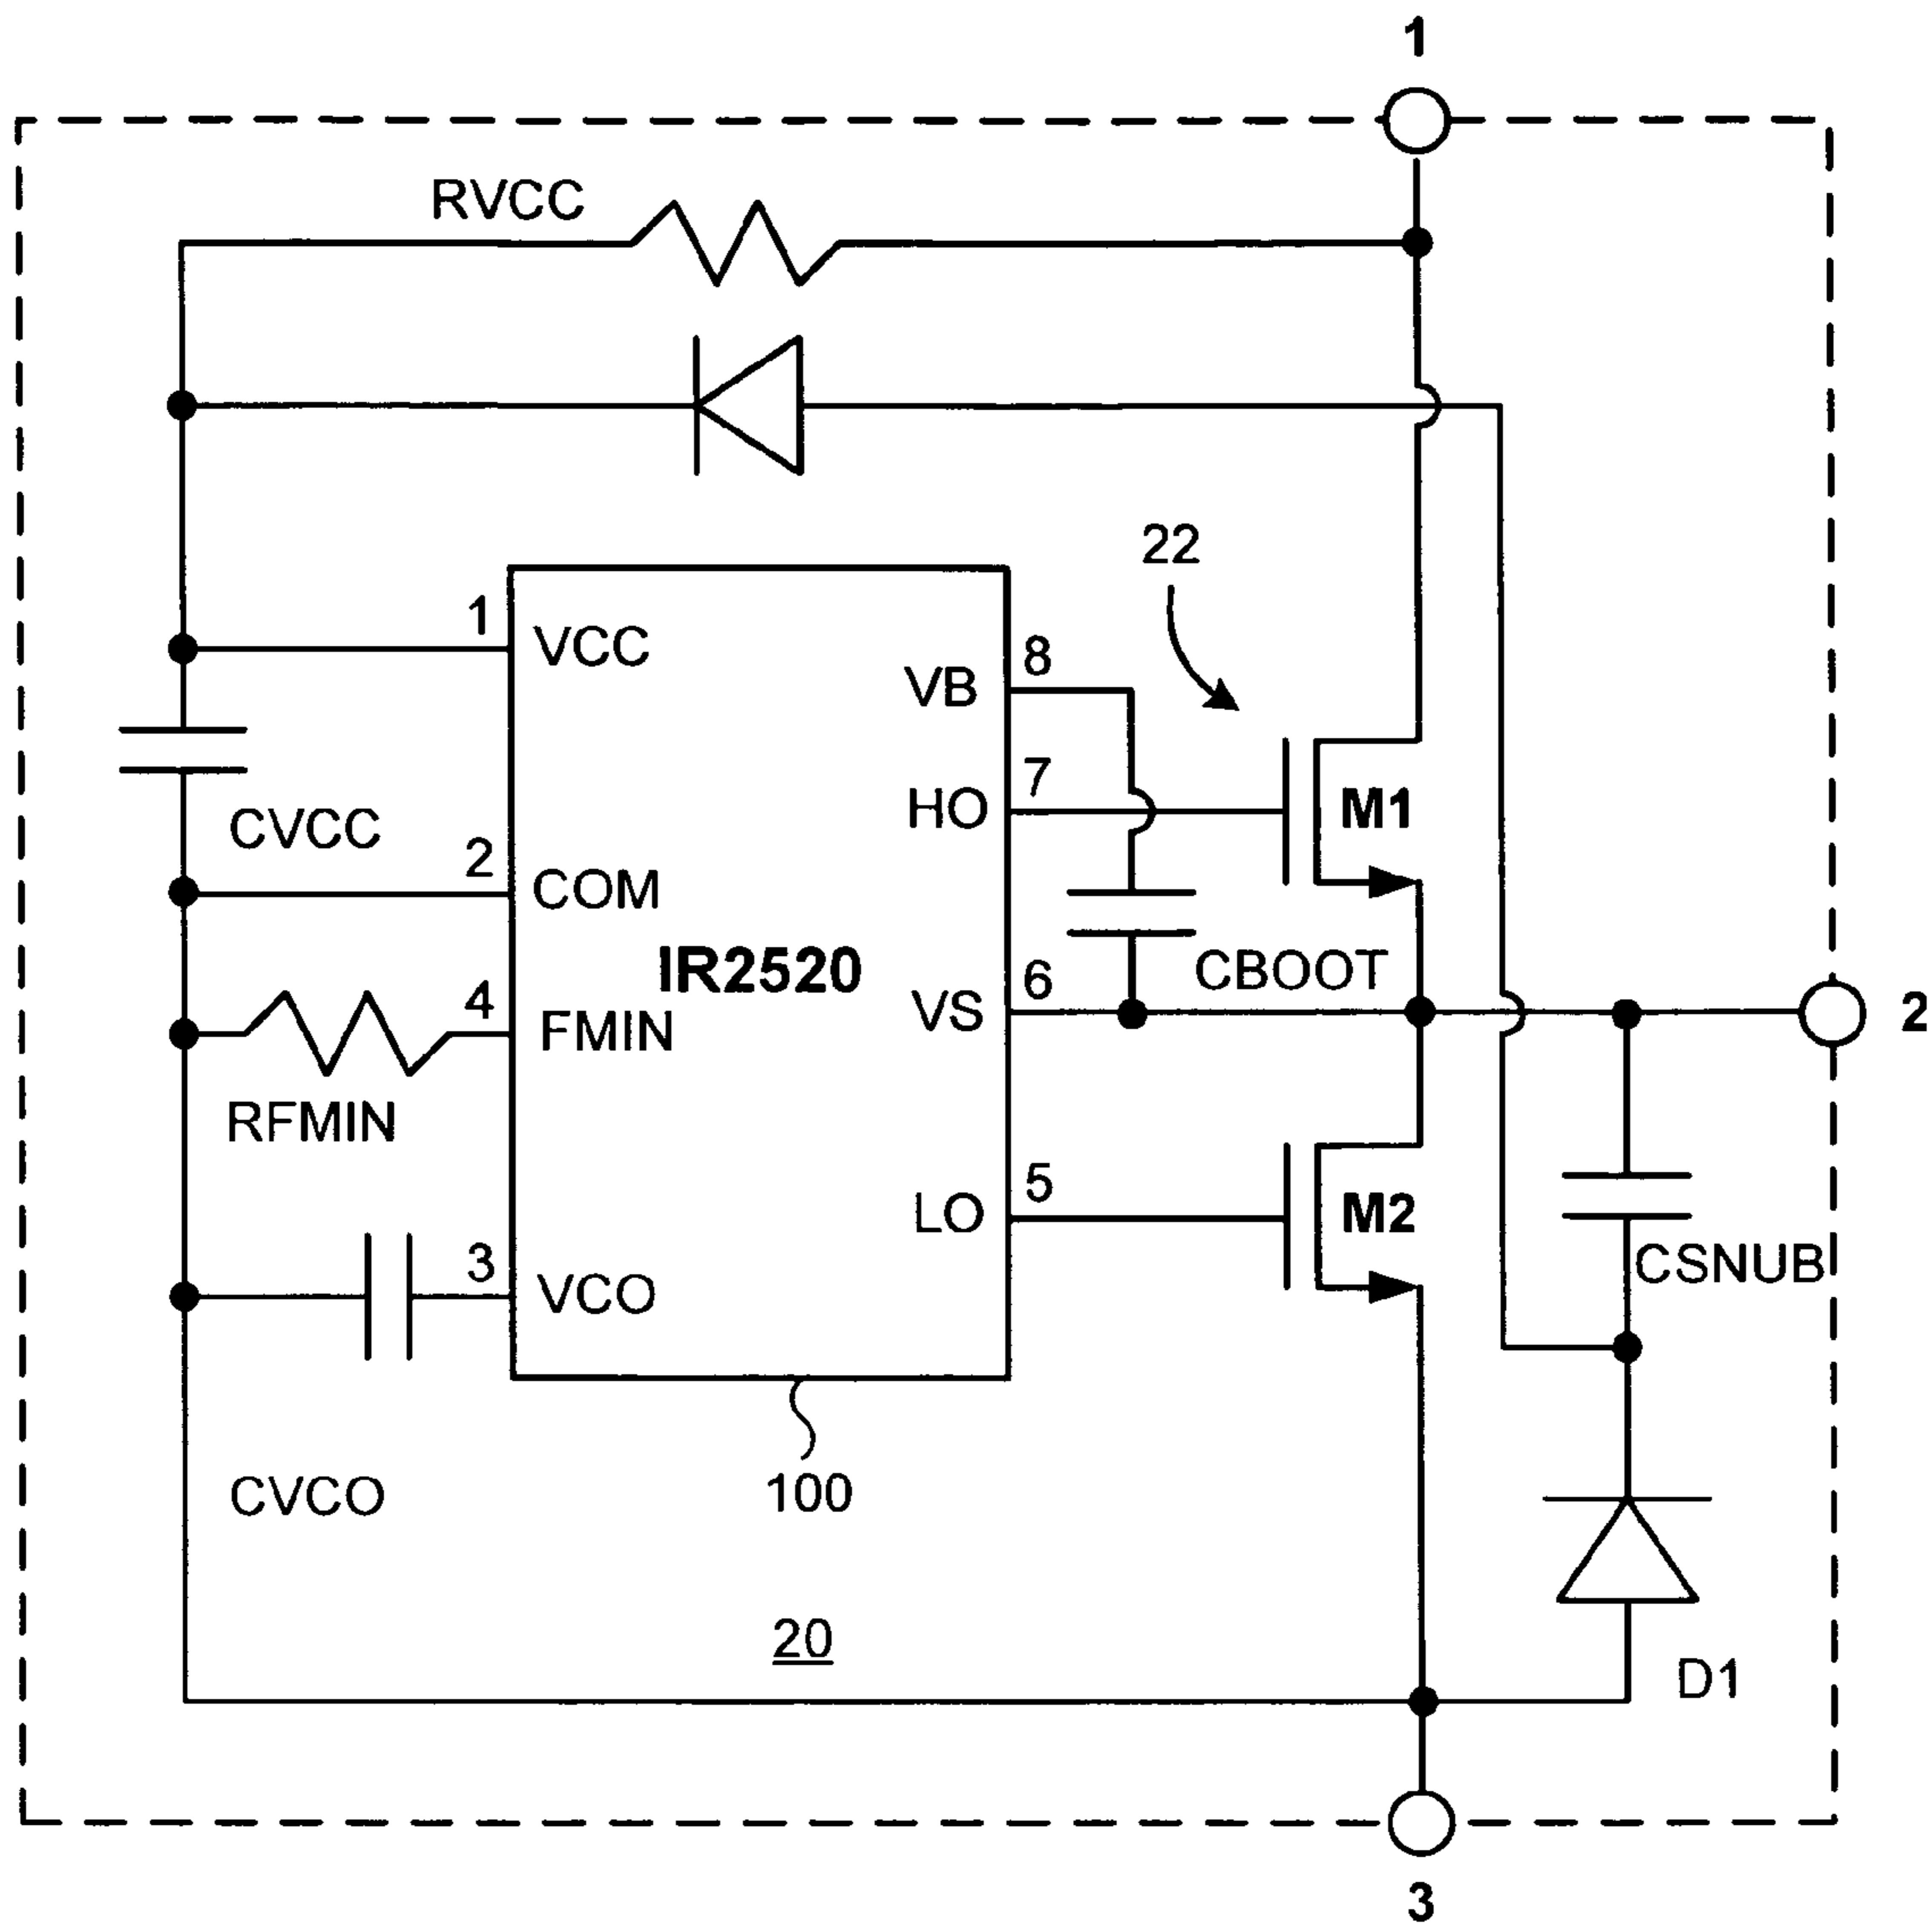 1
RVCC
22
1
VCC
8
VB
7
HO
M1
CVCC
2
COM
IR2520
CBOOT
6
VS
2
4
FMIN
RFMIN
5
LO
M2
3
VCO
CSNUB
CVCO
100
20
D1
3